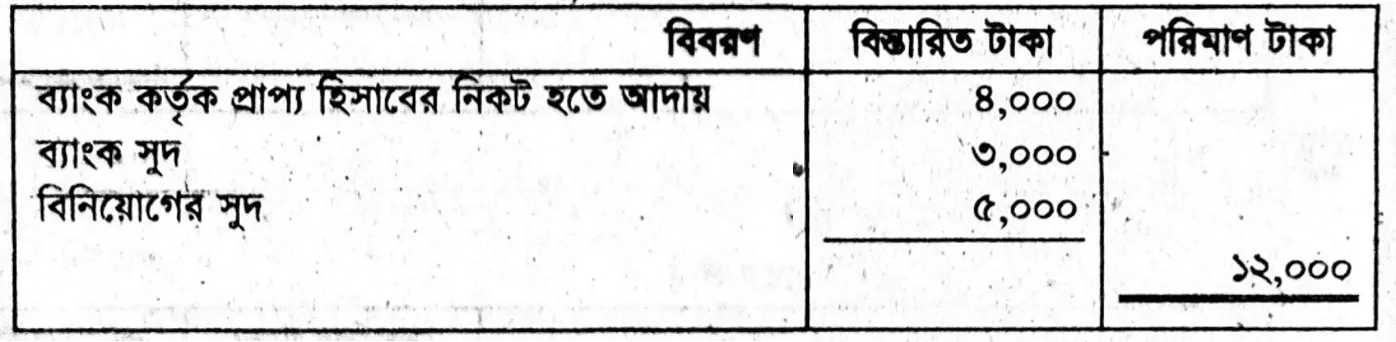 বিবরণ বিস্তারিত টাকা পরিমাণ টাকা
ব্যাংক কর্তৃক প্রাপ্য হিসাবের নিকট হতে আদায় ৪,০০০
ব্যাংক সুদ ৩,০০০
বিনিয়োগের সুদ ৫,০০০
১২,০০০